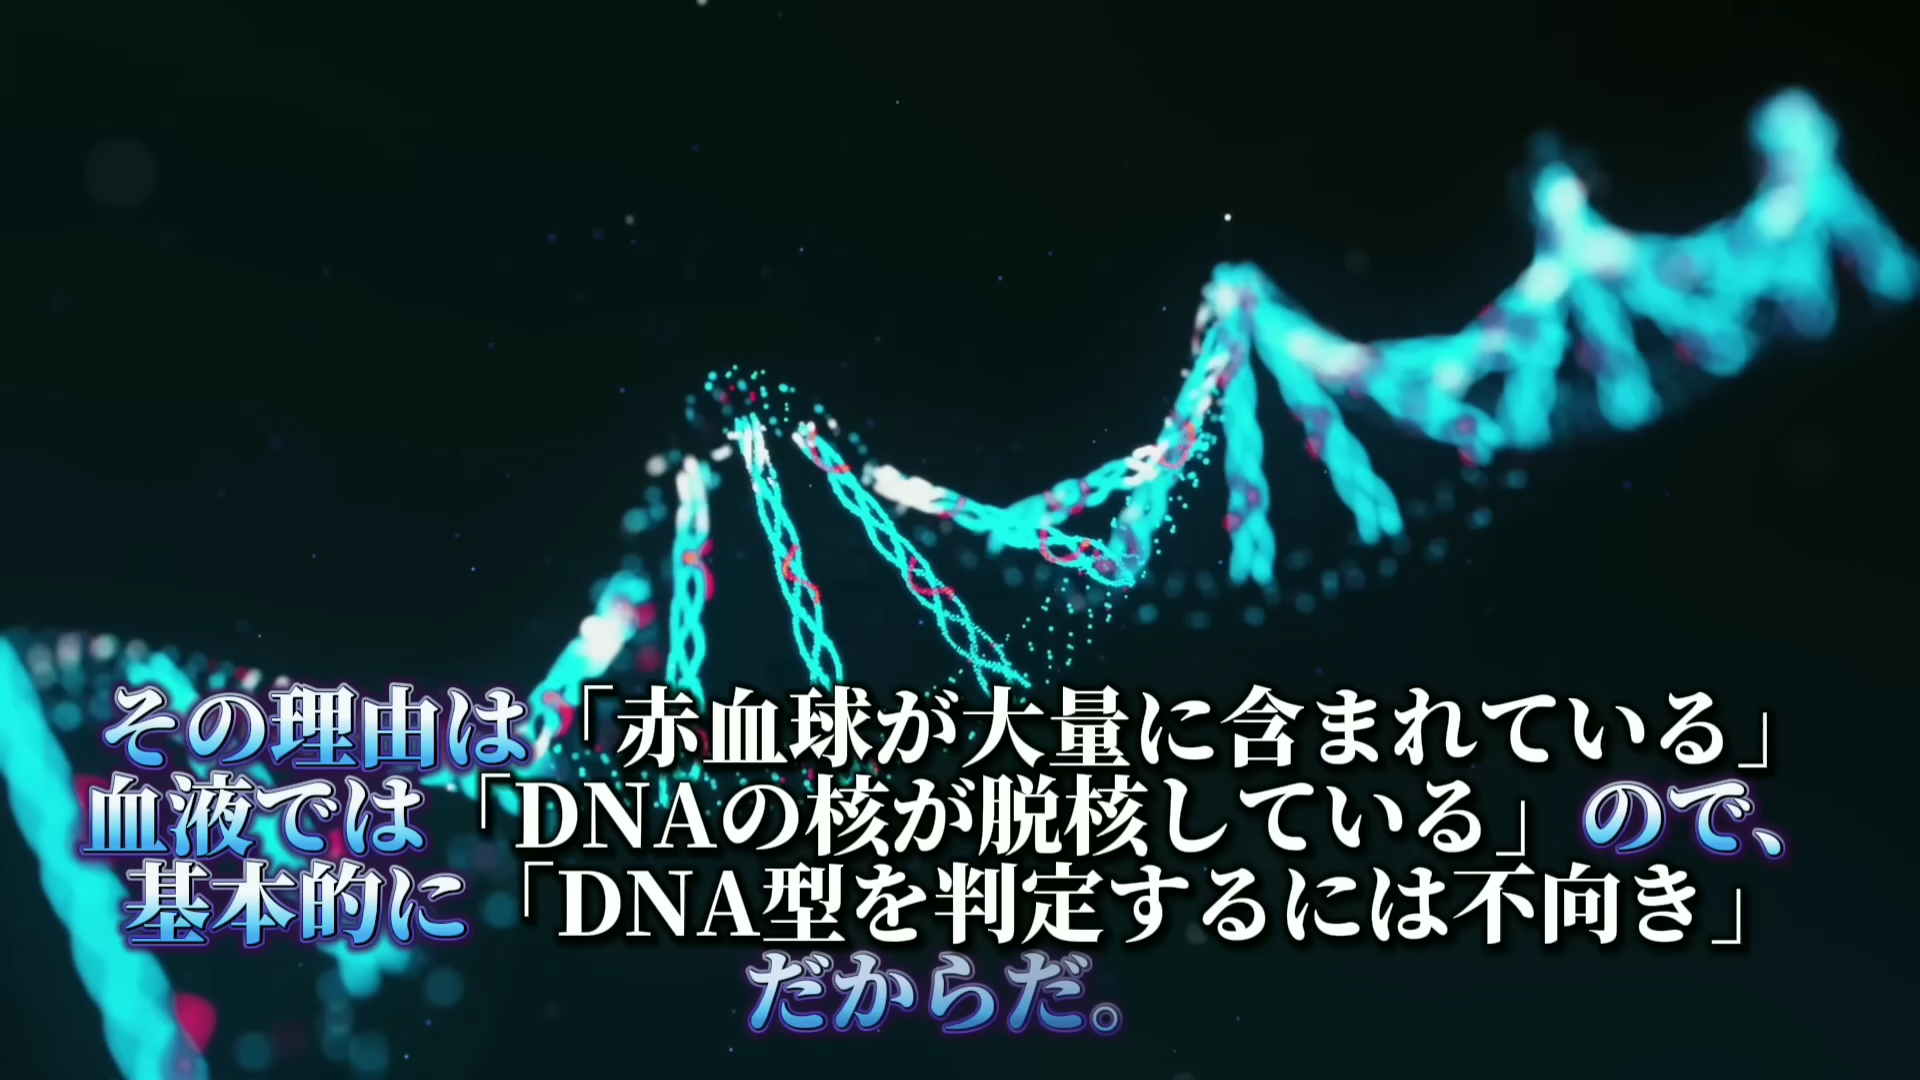 その理由は「赤血球が大量に含まれている」
血液では「DNAの核が脱核している」ので、
基本的に「DNA型を判定するには不向き」
だからだ。